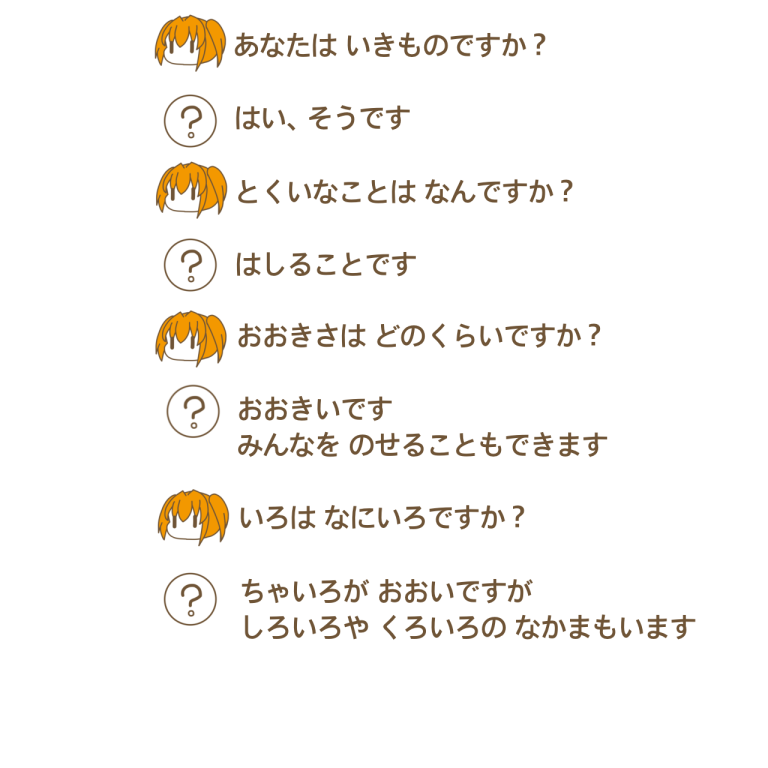 あなたは いきものですか？
はい、そうです
とくいなことは なんですか？
はしることです
おおきさは どのくらいですか？
おおきいです
みんなを のせることもできます
いろは なにいろですか？
ちゃいろが おおいですが
しろいろや くろいろの なかまもいます